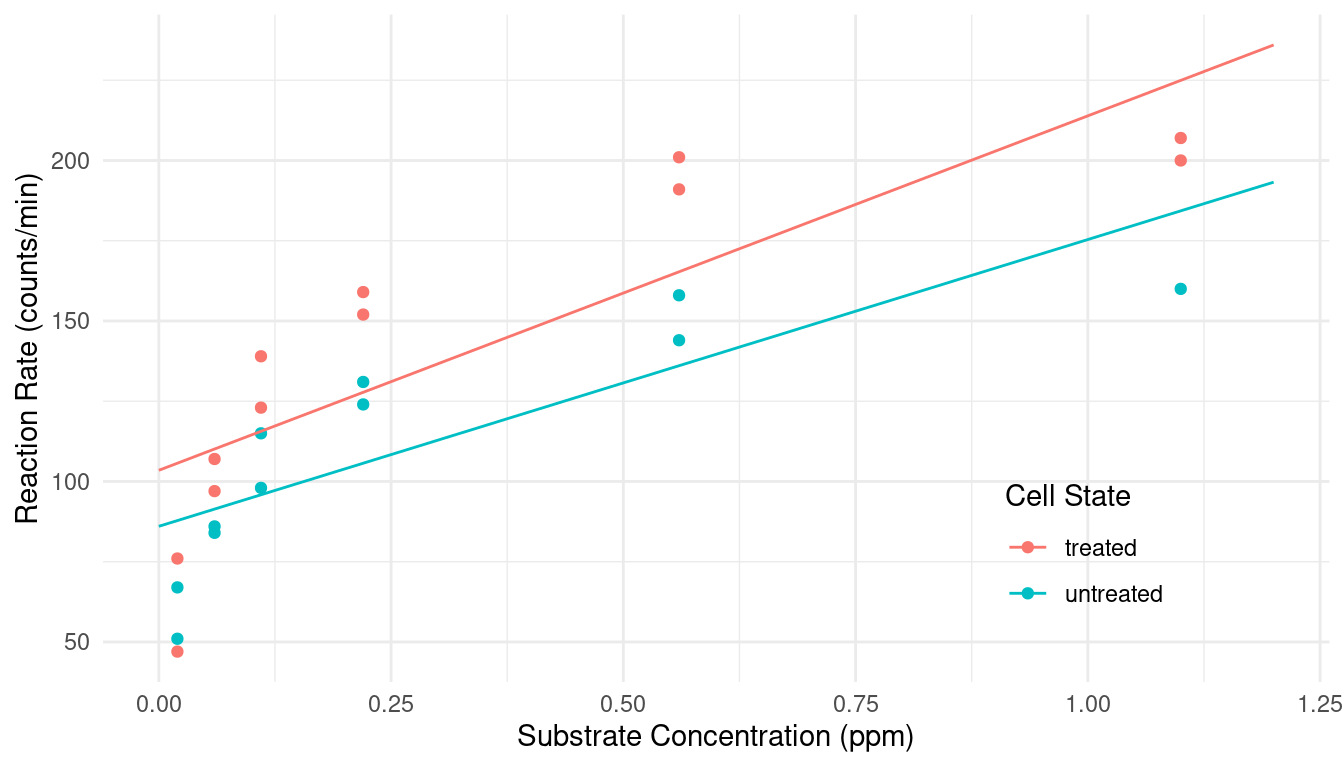 Reaction Rate (counts/min)
200
150
100
50
Cell State
treated
untreated
0.00 0.25 0.50 0.75 1.00 1.25
Substrate Concentration (ppm)